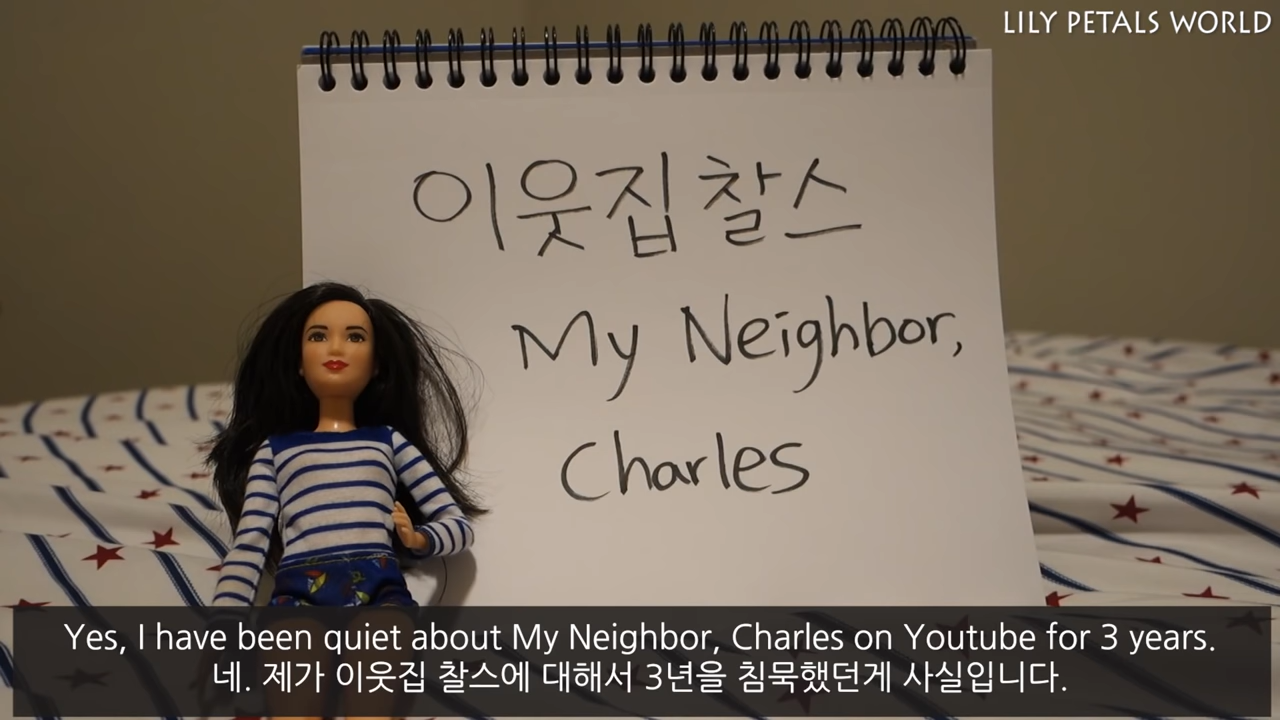 LILY PETALS WORLD
이웃집 찰스
My Neighbor,
Charles
Yes, I have been quiet about My Neighbor, Charles on Youtube for 3 years.
네. 제가 이웃집 찰스에 대해서 3년을 침묵했던게 사실입니다.